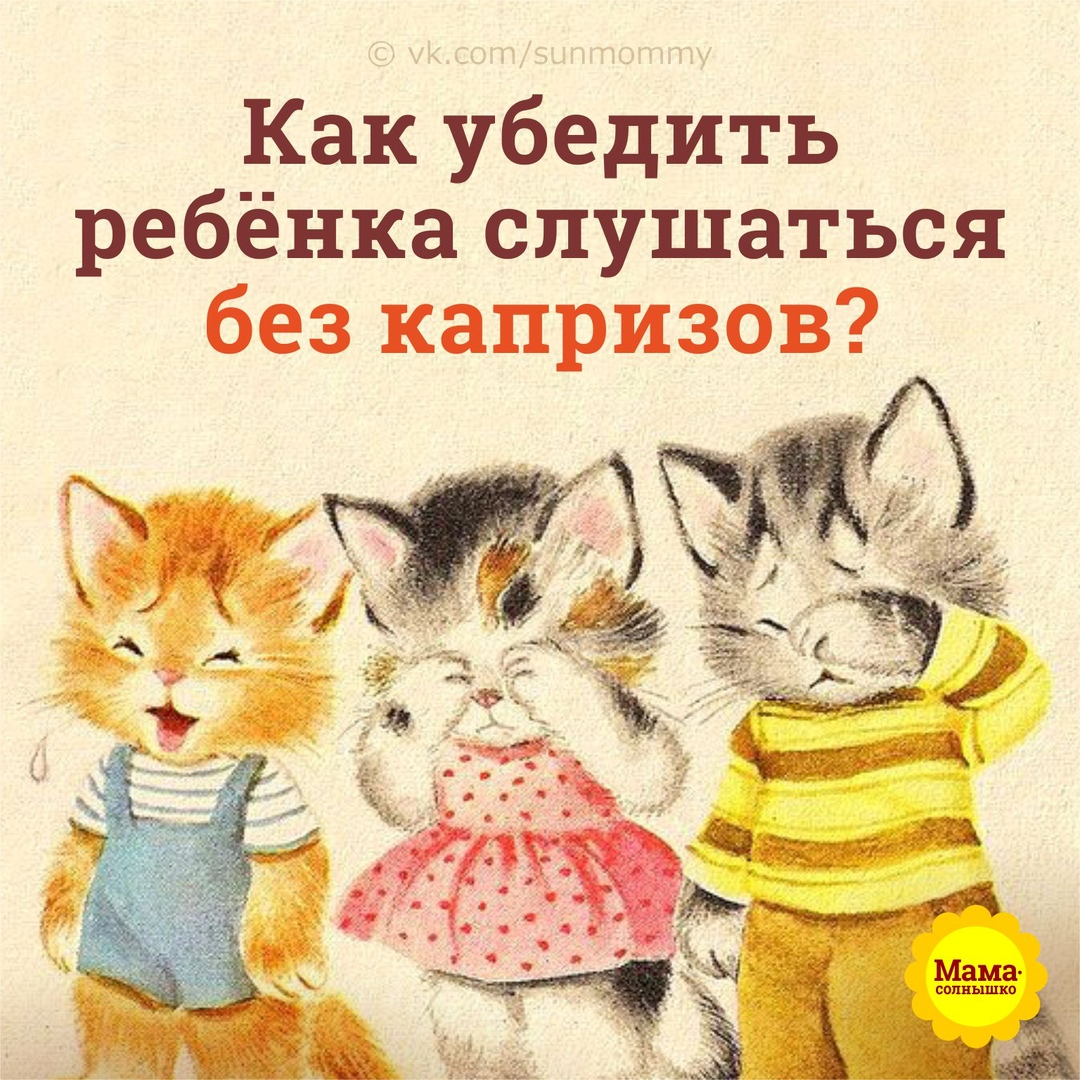 © vk.com/sunmommy
Как убедить
ребёнка слушаться
без капризов?
Мама-
солнышко